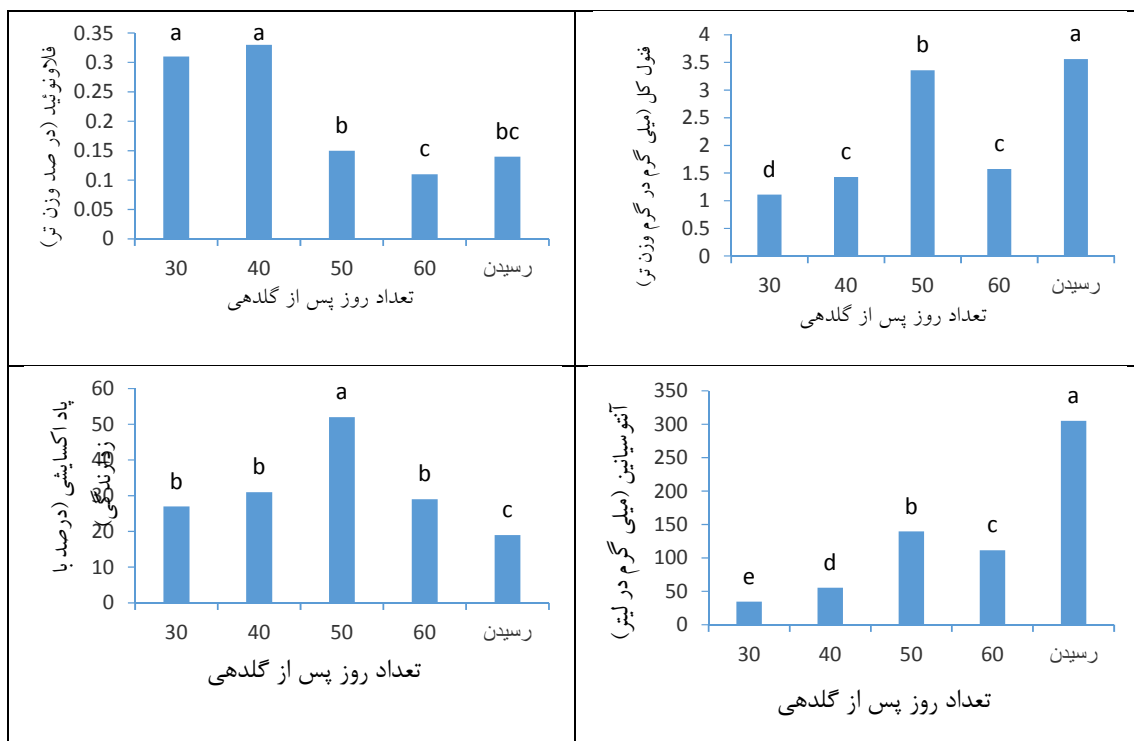 فلاونوئید (در صد وزن تر)
0.35
0.3
0.25
0.2
0.15
0.1
0.05
0
a
a
b
c
bc
30 40 50 60 رسیدن
تعداد روز پس از گلدهی
فنول کل (میلی گرم در گرم وزن تر)
4
3.5
3
2.5
2
1.5
1
0.5
0
d
c
b
c
a
30 40 50 60 رسیدن
تعداد روز پس از گلدهی
پاد اکسایشی (درصد با
زدارندگی)
60
50
40
30
20
10
0
b
b
a
b
c
30 40 50 60 رسیدن
تعداد روز پس از گلدهی
آنتوسیانین (میلی گرم در لیتر)
350
300
250
200
150
100
50
0
e
d
b
c
a
30 40 50 60 رسیدن
تعداد روز پس از گلدهی